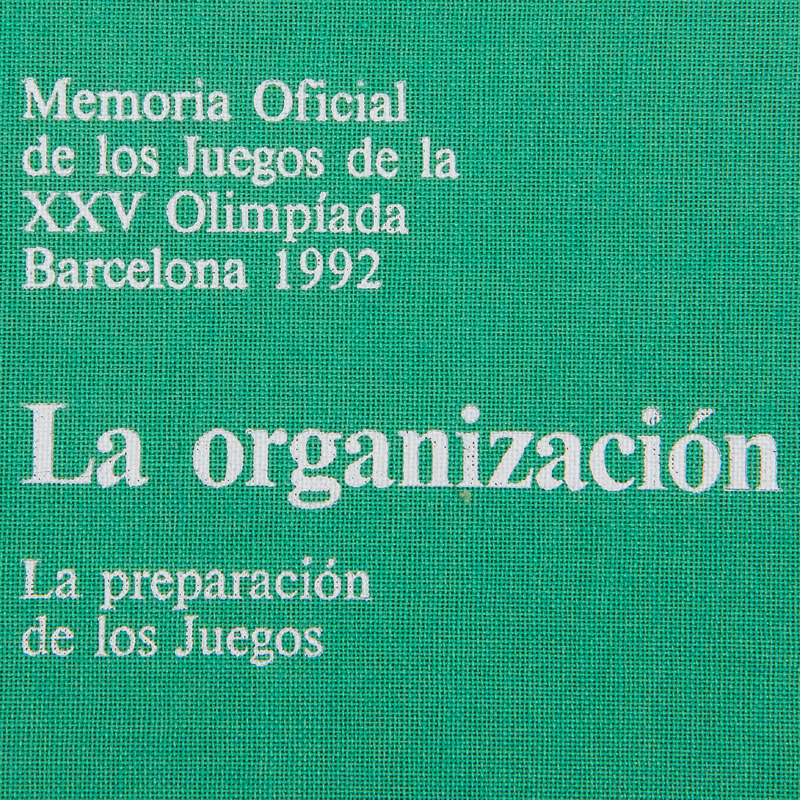 Memoria Oficial
de los Juegos de la
XXV Olimpíada
Barcelona 1992
La organización
La preparación
de los Juegos